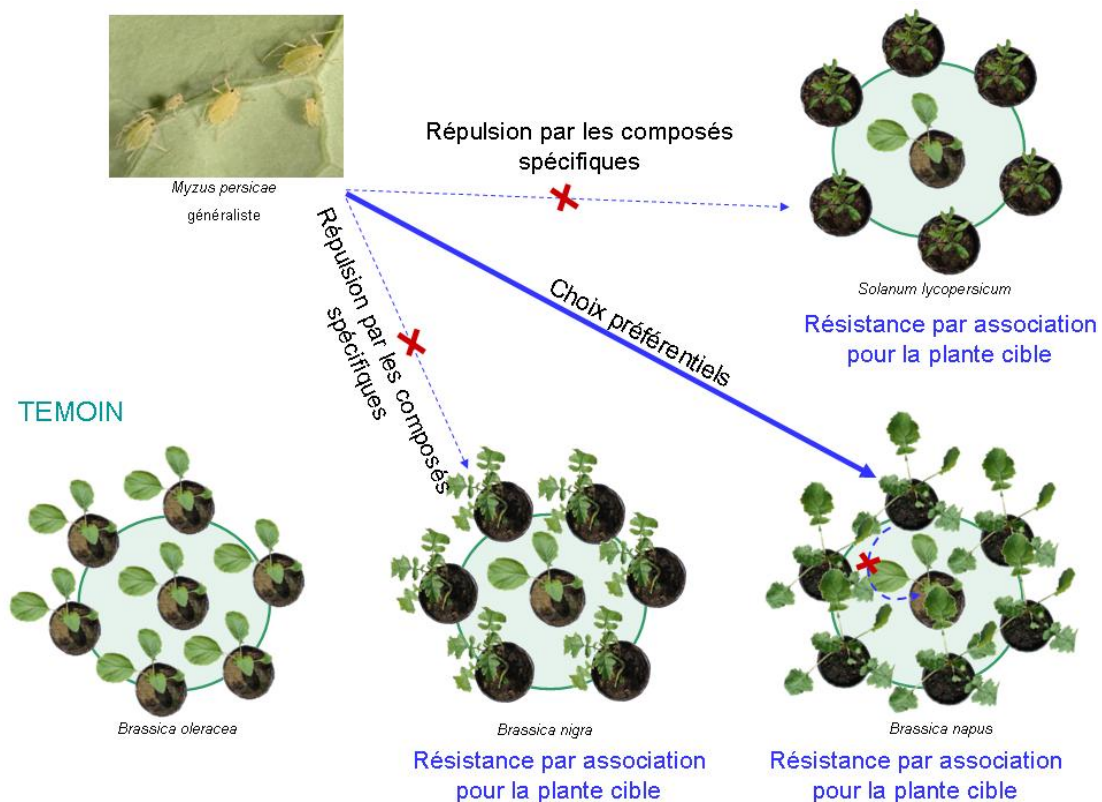 Myzus persicae
généraliste
Répulsion par les composés
spécifiques
Solanum lycopersicum
Résistance par association
pour la plante cible
Répulsion par les composés
spécifiques
Choix préférentiels
TEMOIN
Brassica oleracea
Brassica nigra
Résistance par association
pour la plante cible
Brassica napus
Résistance par association
pour la plante cible